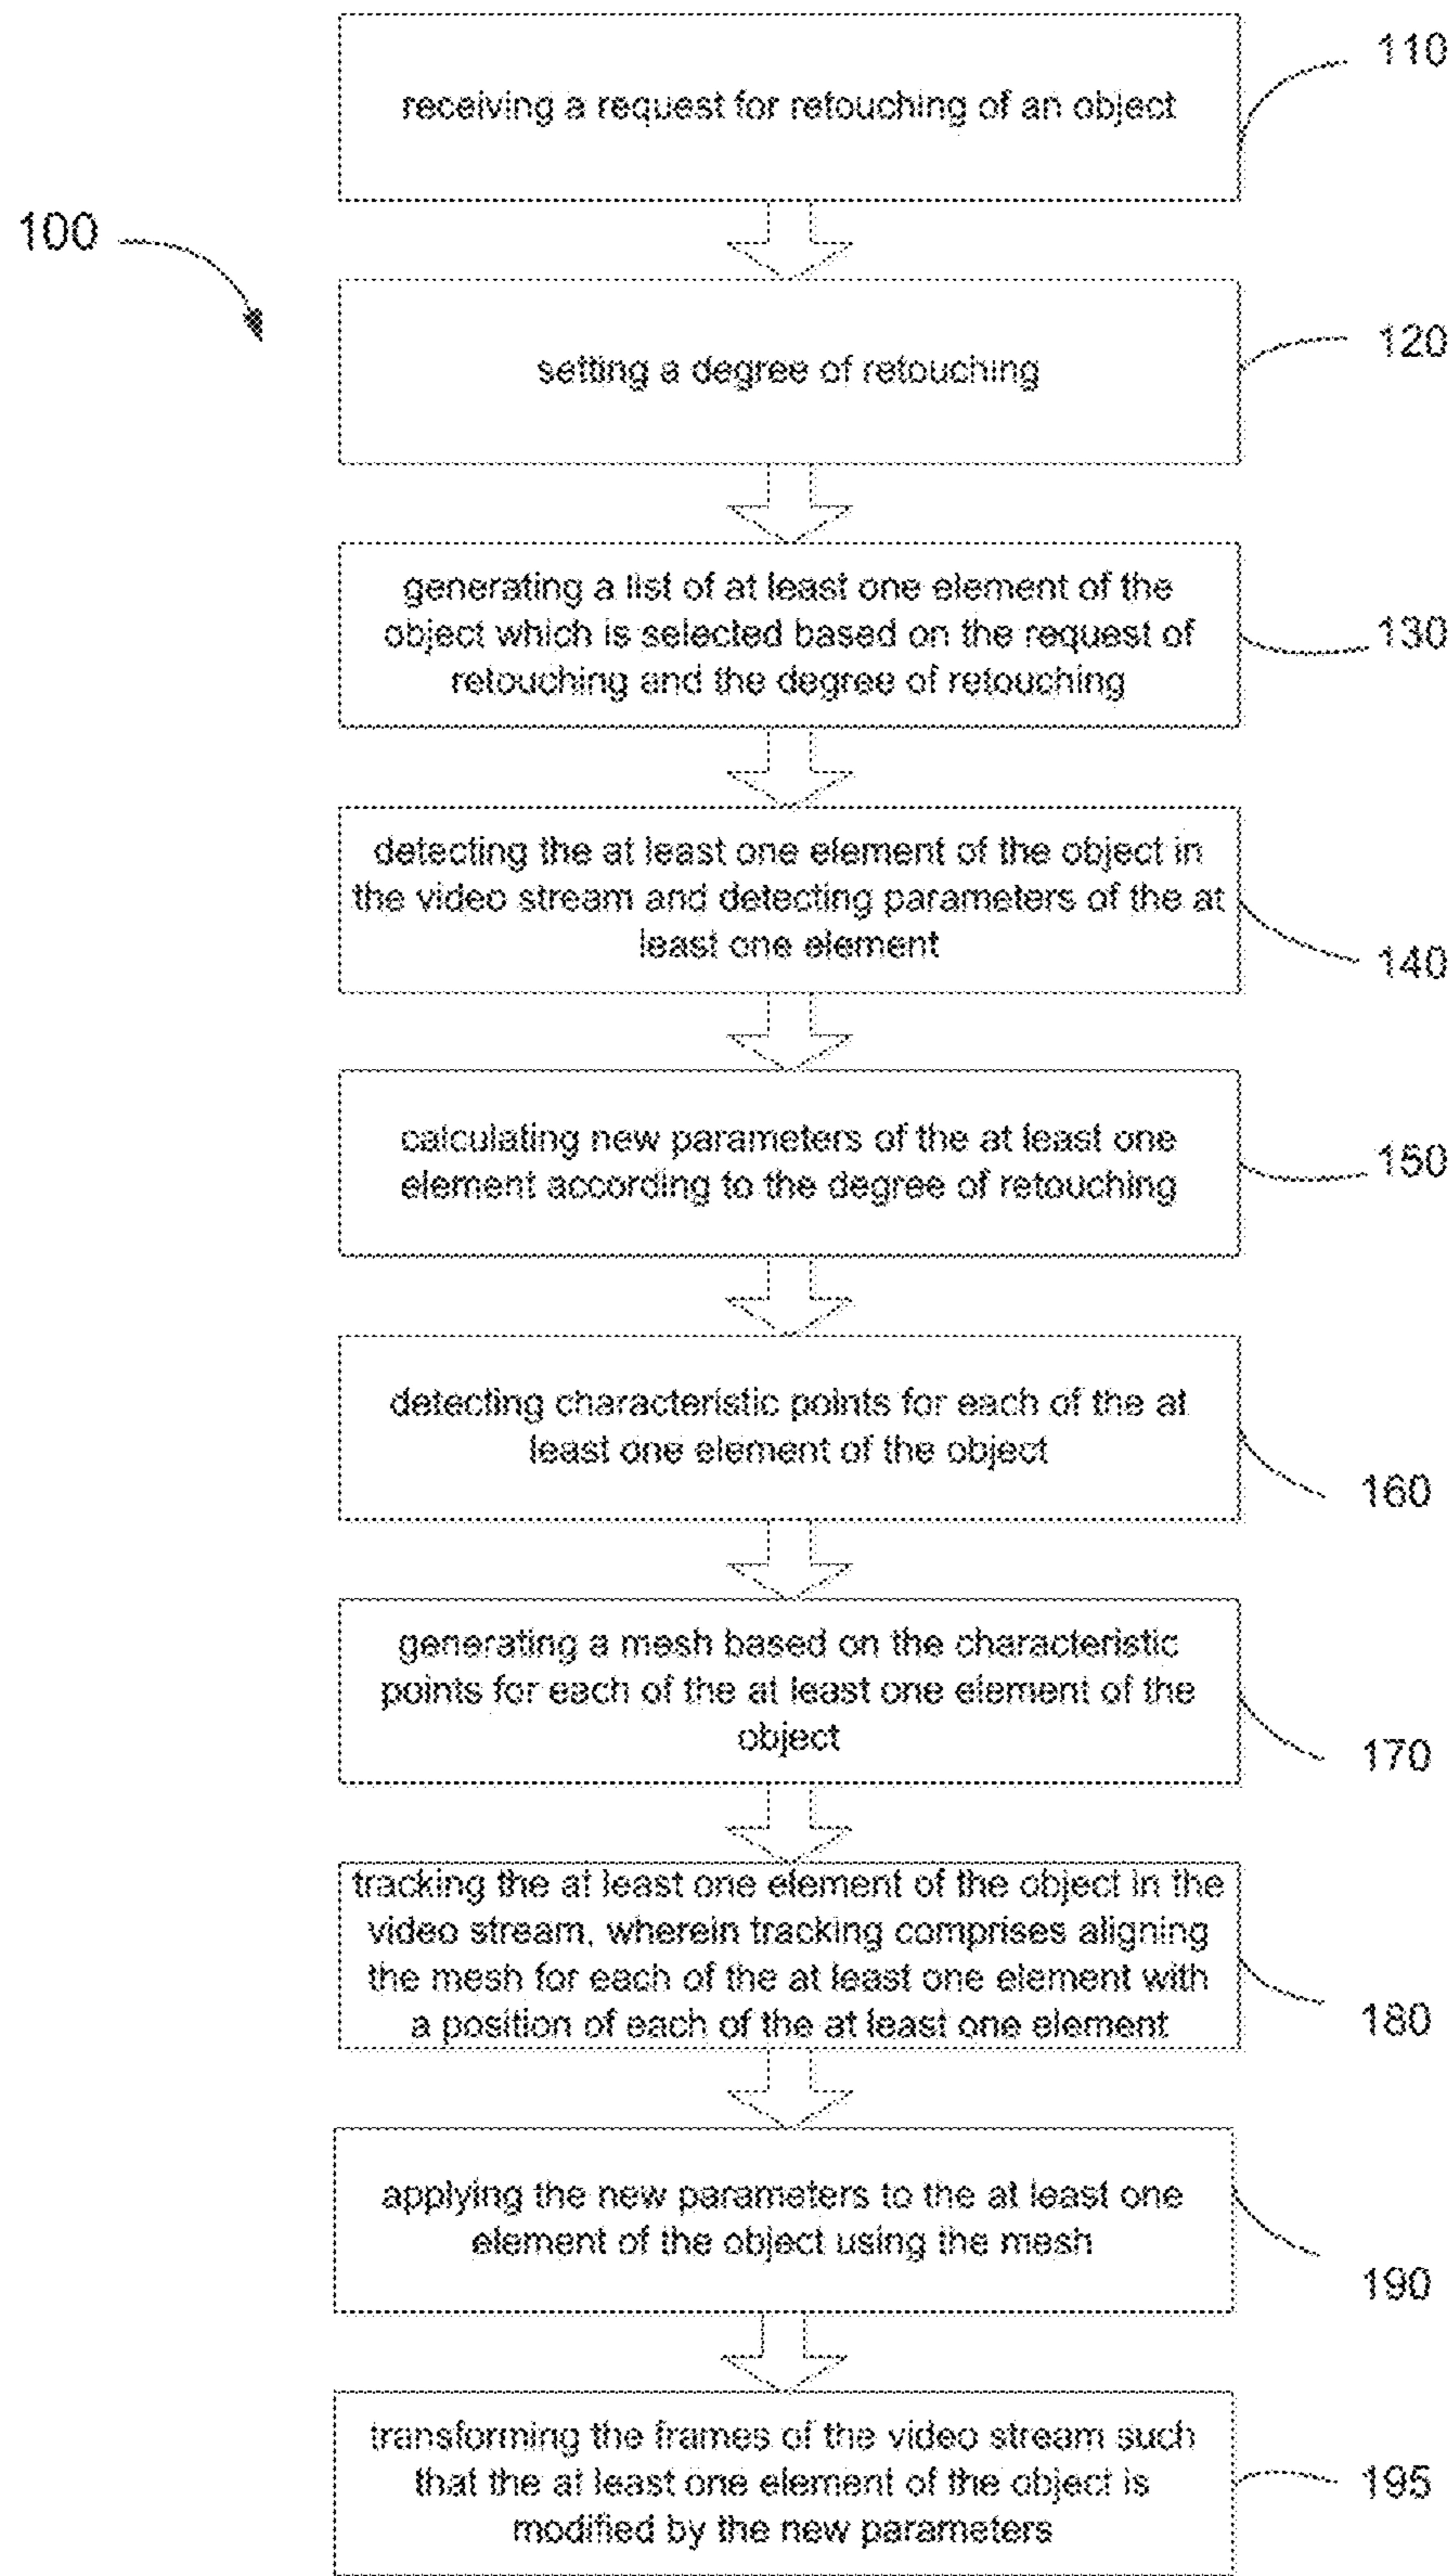 110
receiving a request for retouching of an object
100
120
setting a degree of retouching
generating a list of at least one element of the
object which is selected based on the request of
retouching and the degree of retouching
130
detecting the at least one element of the object in
the video stream and detecting parameters of the at
least one element
140
calculating new parameters of the at least one
element according to the degree of retouching
150
detecting characteristic points for each of the at
least one element of the object
160
generating a mesh based on the characteristic
points for each of the at least one element of the
object
170
tracking the at least one element of the object in the
video stream, wherein tracking comprises aligning
the mesh for each of the at least one element with
a position of each of the at least one element
180
applying the new parameters to the at least one
element of the object using the mesh
190
transforming the frames of the video stream such
that the at least one element of the object is
modified by the new parameters
195